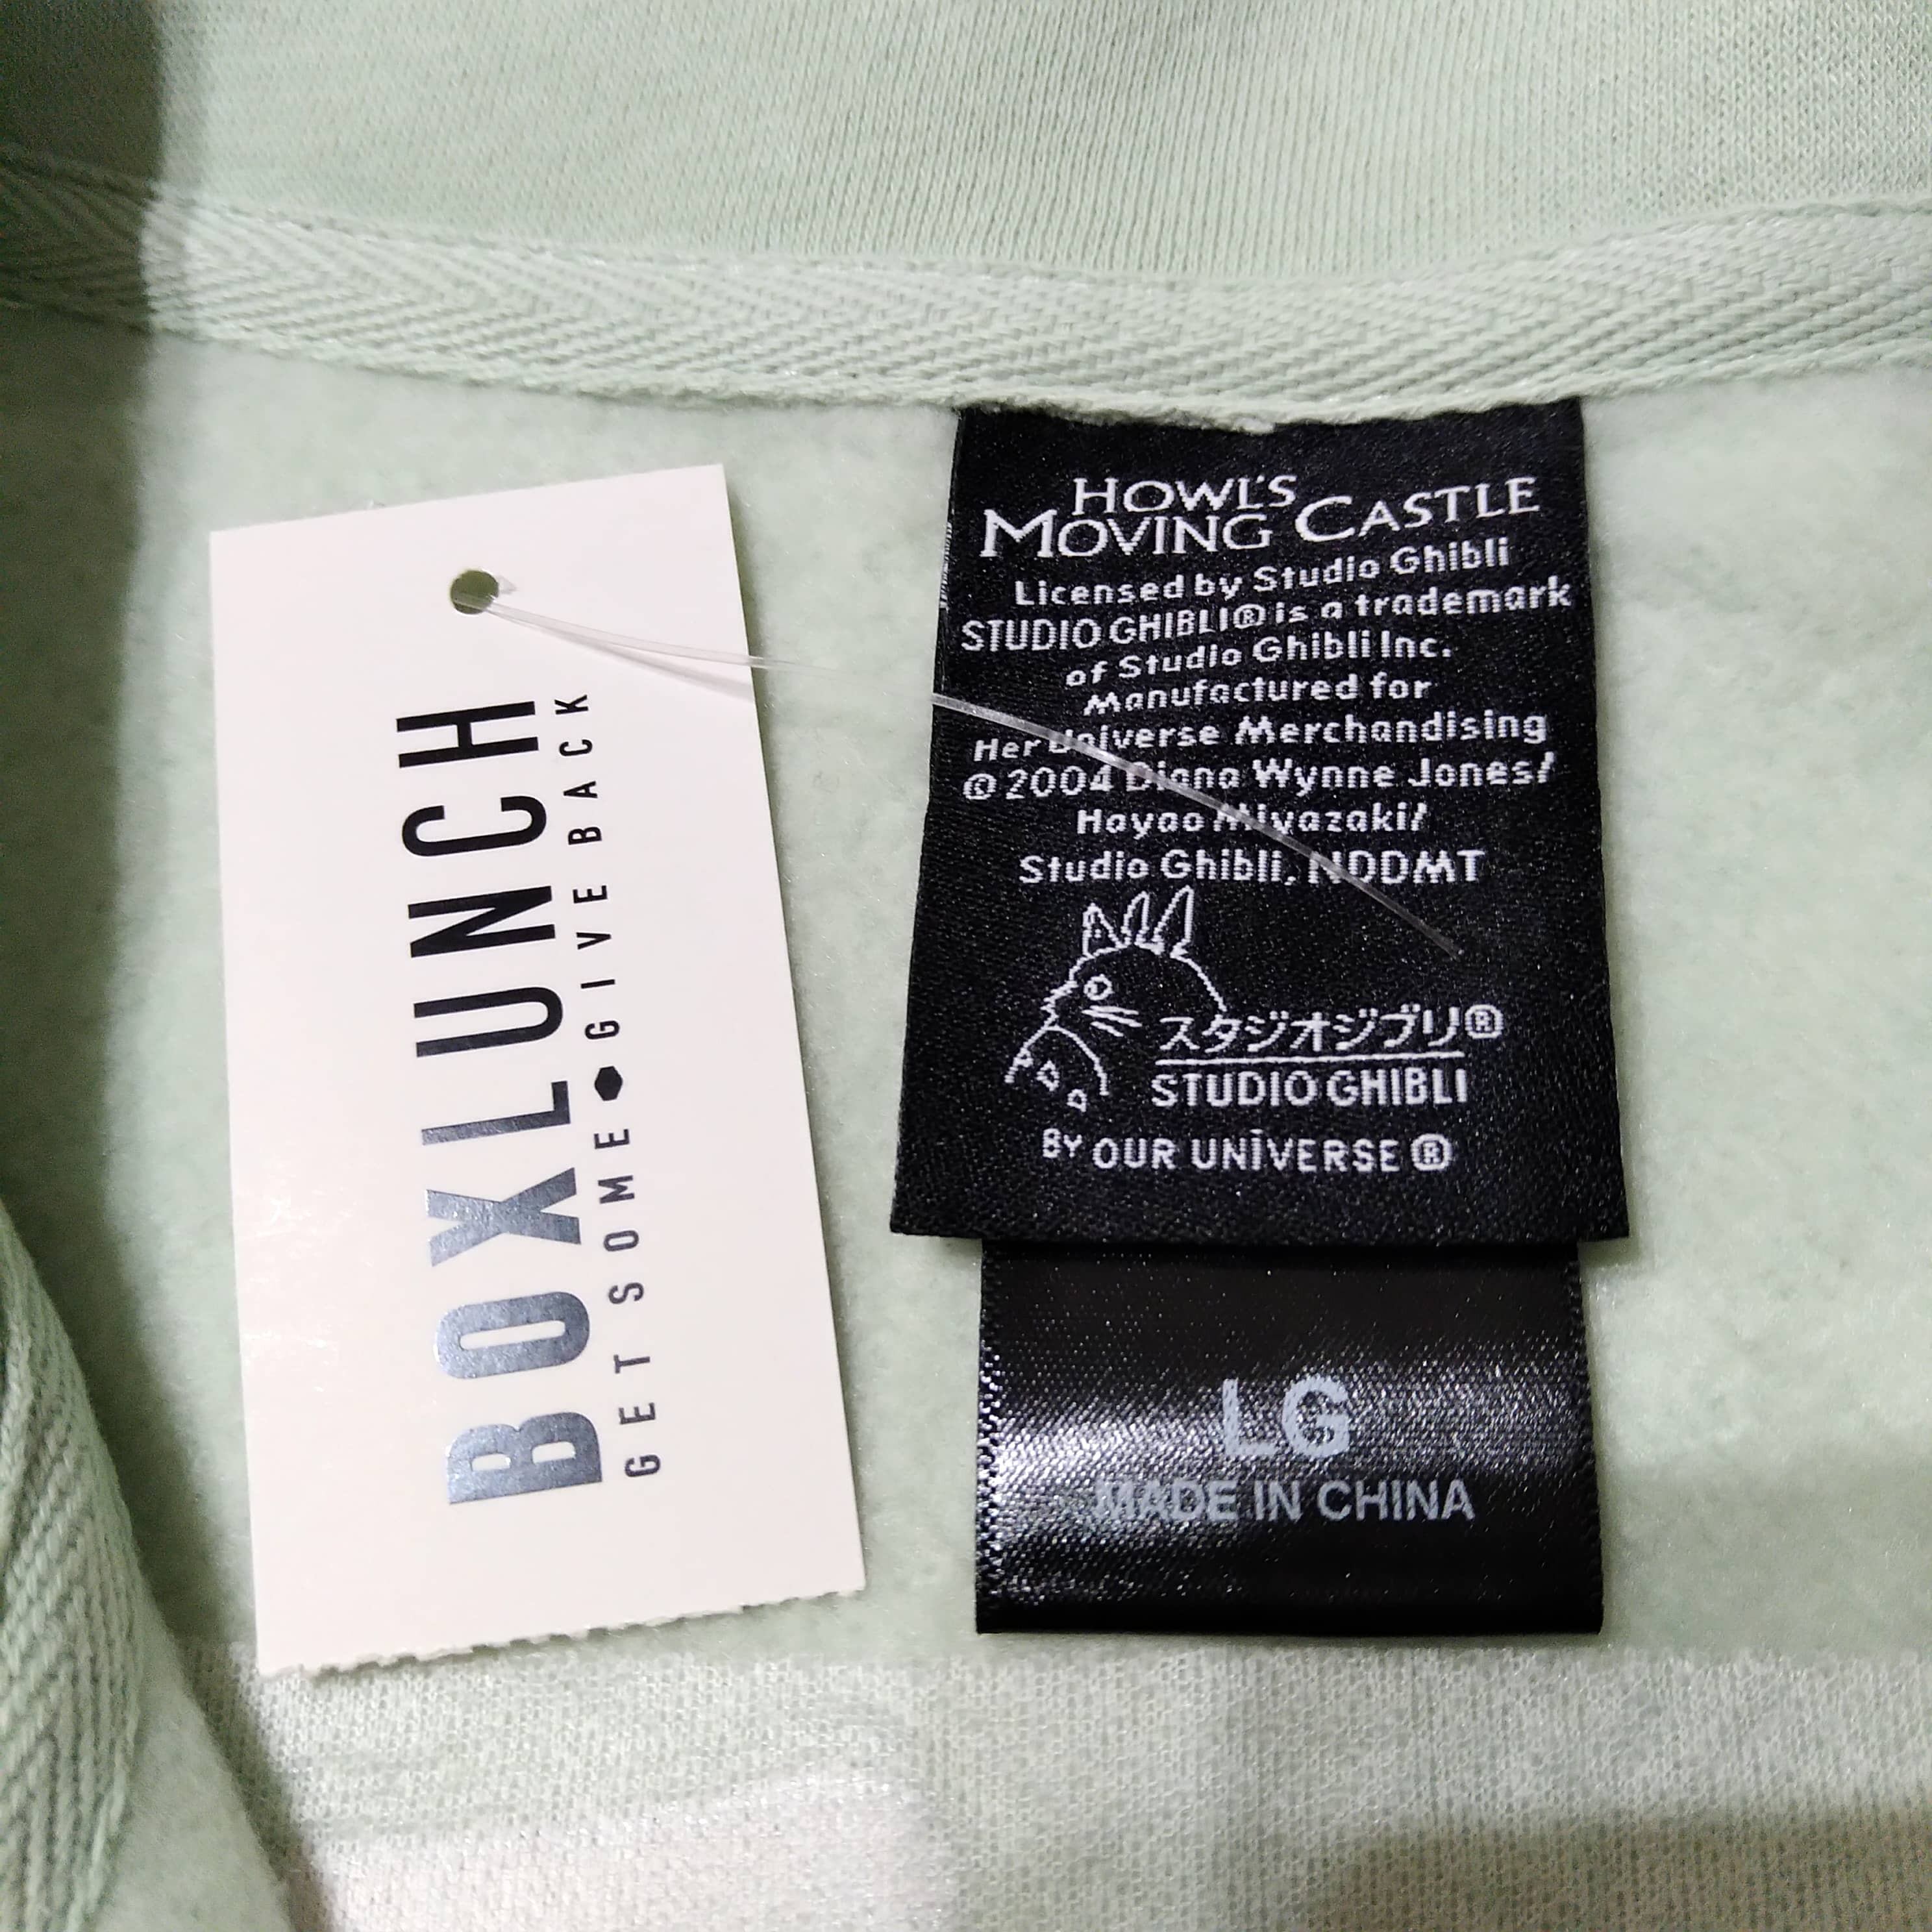 BOXLUNCH
GET SOME⬢GIVE BACK
HOWL'S
MOVING CASTLE
Licensed by Studio Ghibli
STUDIO GHIBLI® is a trademark
of Studio Ghibli Inc.
Manufactured for
Her Universe Merchandising
© 2004 Diana Wynne Jones/
Hayao Miyazaki/
Studio Ghibli, NDDMT
スタジオジブリ®
STUDIO GHIBLI
BY OUR UNIVERSE ®
LG
MADE IN CHINA